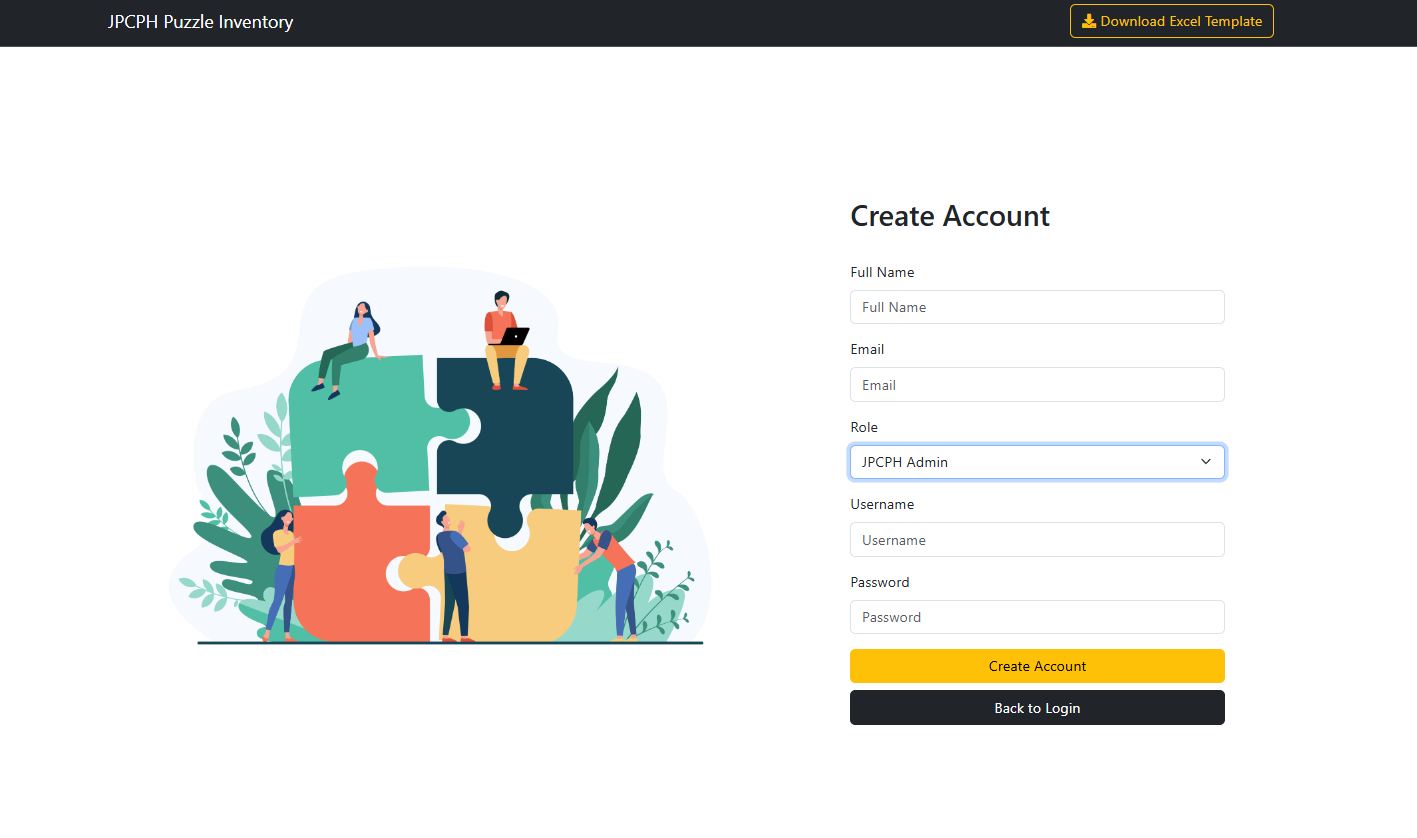 JPCPH Puzzle Inventory
Download Excel Template
Create Account
Full Name
Full Name
Email
Email
Role
JPCPH Admin
Username
Username
Password
Password
Create Account
Back to Login